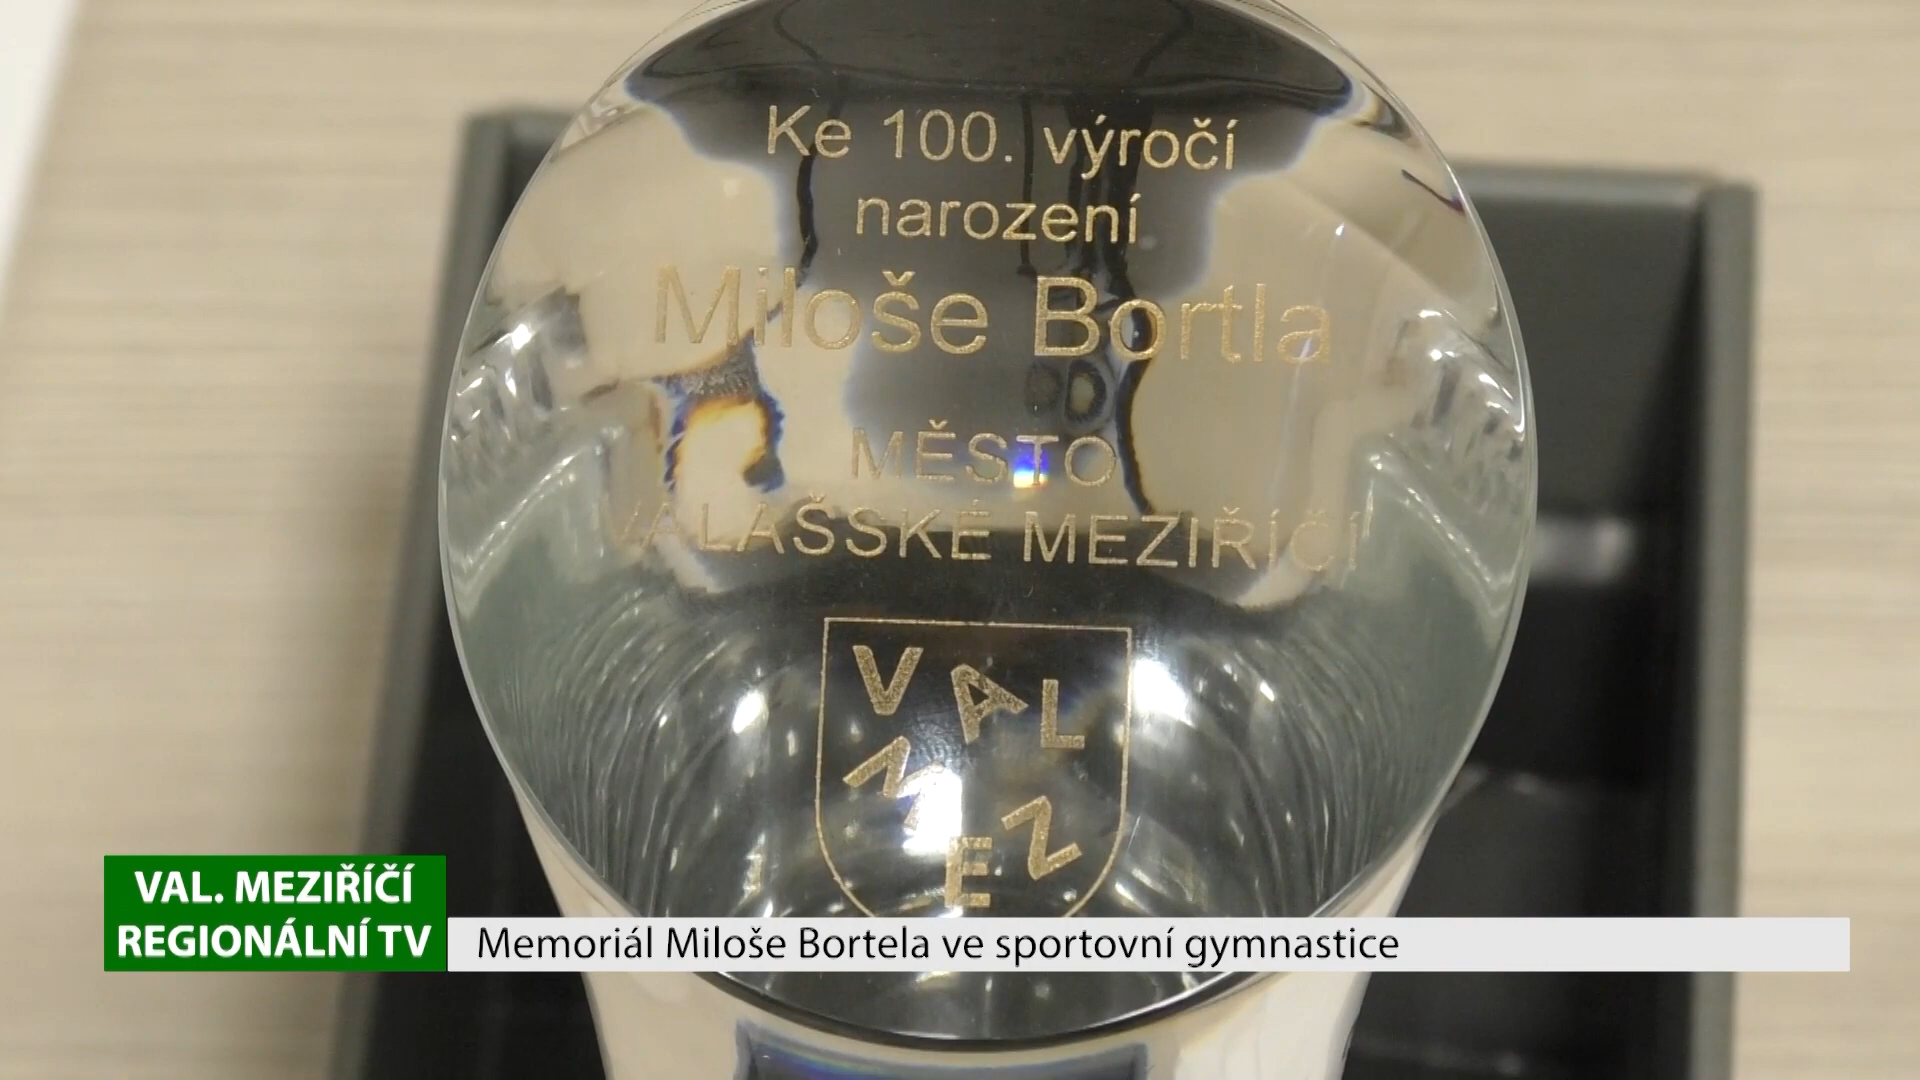 Ke 100. výročí
narození
Miloše Bortla
MĚSTO
VALAŠSKÉ MEZIŘÍČÍ
VAL
MEZ
VAL. MEZIŘÍČÍ
REGIONÁLNÍ TV
Memoriál Miloše Bortela ve sportovní gymnastice